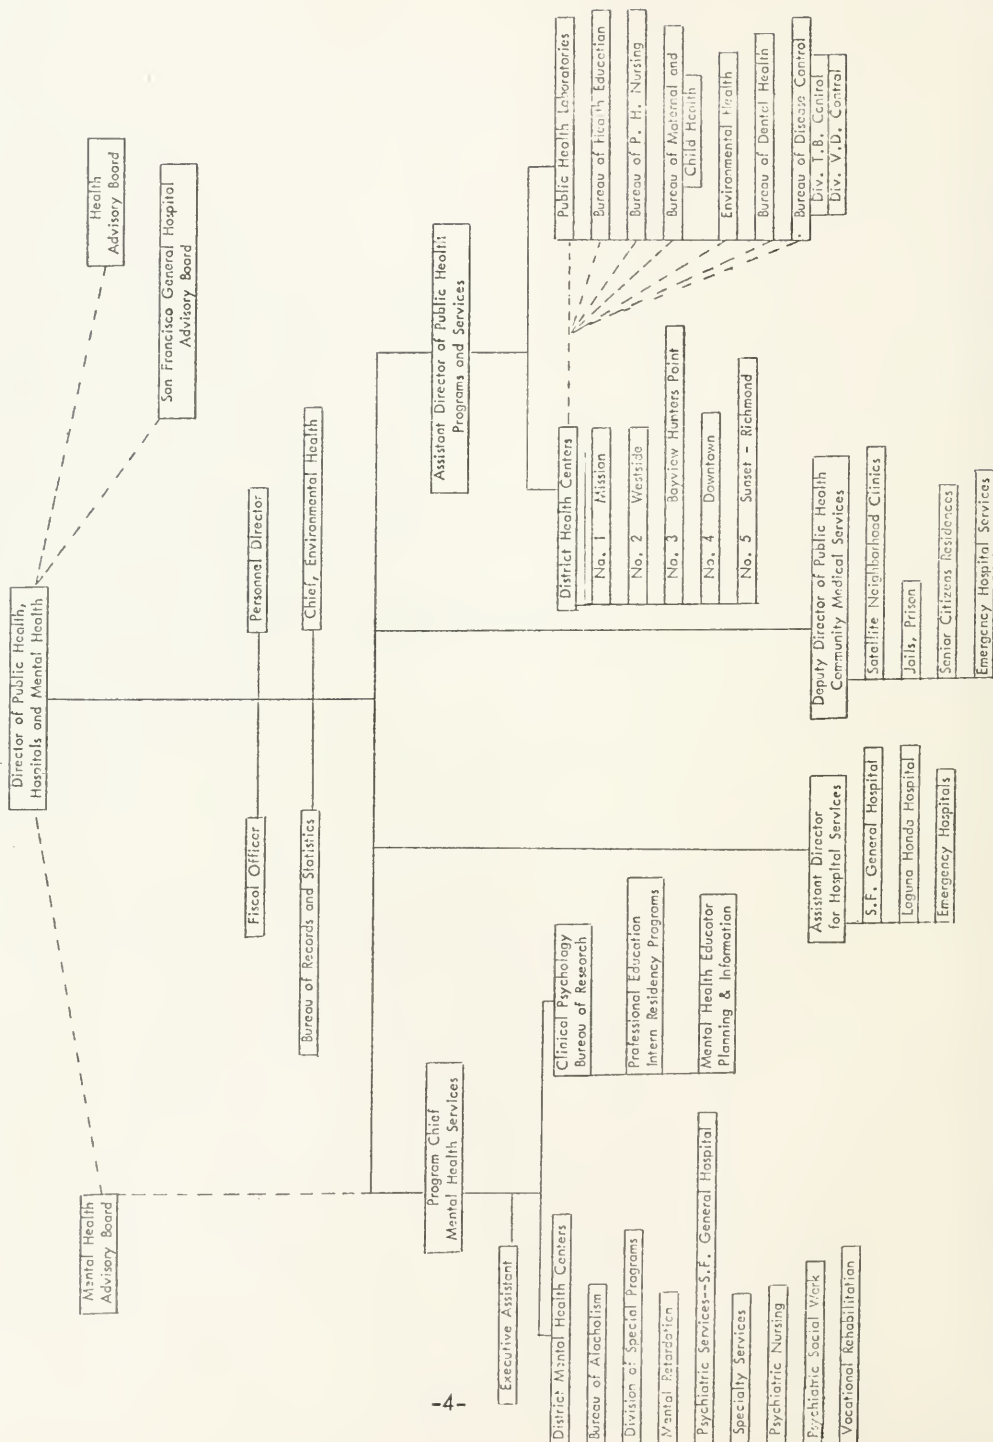 Director of Public Health,
Hospitals and Mental Health
Mental Health
Advisory Board
Health
Advisory Board
San Francisco General Hospital
Advisory Board
Fiscal Officer
Personnel Director
Bureau of Records and Statistics
Chief, Environmental Health
Program Chief
Mental Health Services
Executive Assistant
District Mental Health Centers
Bureau of Alcoholism
Division of Special Programs
Mental Retardation
Psychiatric Services--S.F. General Hospital
Specialty Services
Psychiatric Nursing
Psychiatric Social Work
Vocational Rehabilitation
Clinical Psychology
Bureau of Research
Professional Education
Intern Residency Programs
Mental Health Educator
Planning & Information
Assistant Director
for Hospital Services
S.F. General Hospital
Laguna Honda Hospital
Emergency Hospitals
Deputy Director of Public Health
Community Medical Services
Satellite Neighborhood Clinics
Jails, Prison
Senior Citizens Residences
Emergency Hospital Services
Assistant Director of Public Health
Programs and Services
District Health Centers
No. 1 Mission
No. 2 Westside
No. 3 Bayview Hunters Point
No. 4 Downtown
No. 5 Sunset - Richmond
Public Health Laboratories
Bureau of Health Education
Bureau of P. H. Nursing
Bureau of Maternal and
Child Health
Environmental Health
Bureau of Dental Health
Bureau of Disease Control
Div. T.B. Control
Div. V.D. Control
-4-